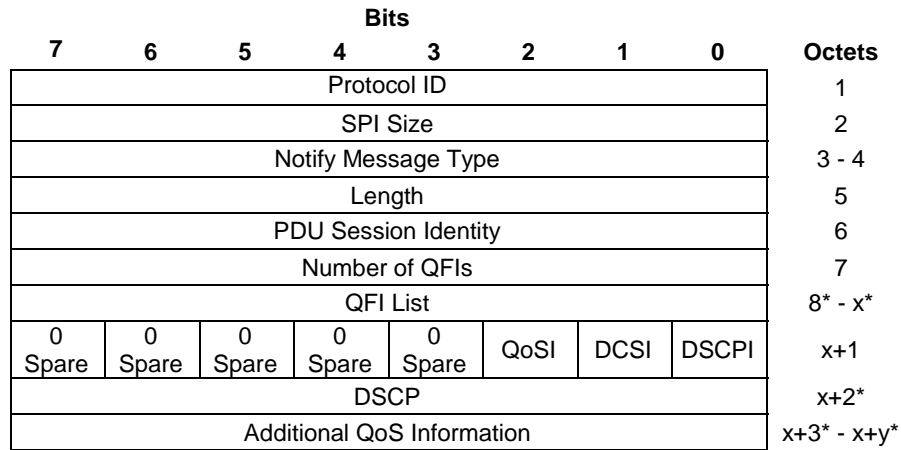 Bits
7 6 5 4 3 2 1 0 Octets
Protocol ID 1
SPI Size 2
Notify Message Type 3 - 4
Length 5
PDU Session Identity 6
Number of QFIs 7
QFI List 8* - x*
0 Spare 0 Spare 0 Spare 0 Spare 0 Spare QoSI DCSI DSCPI x+1
DSCP x+2*
Additional QoS Information x+3* - x+y*